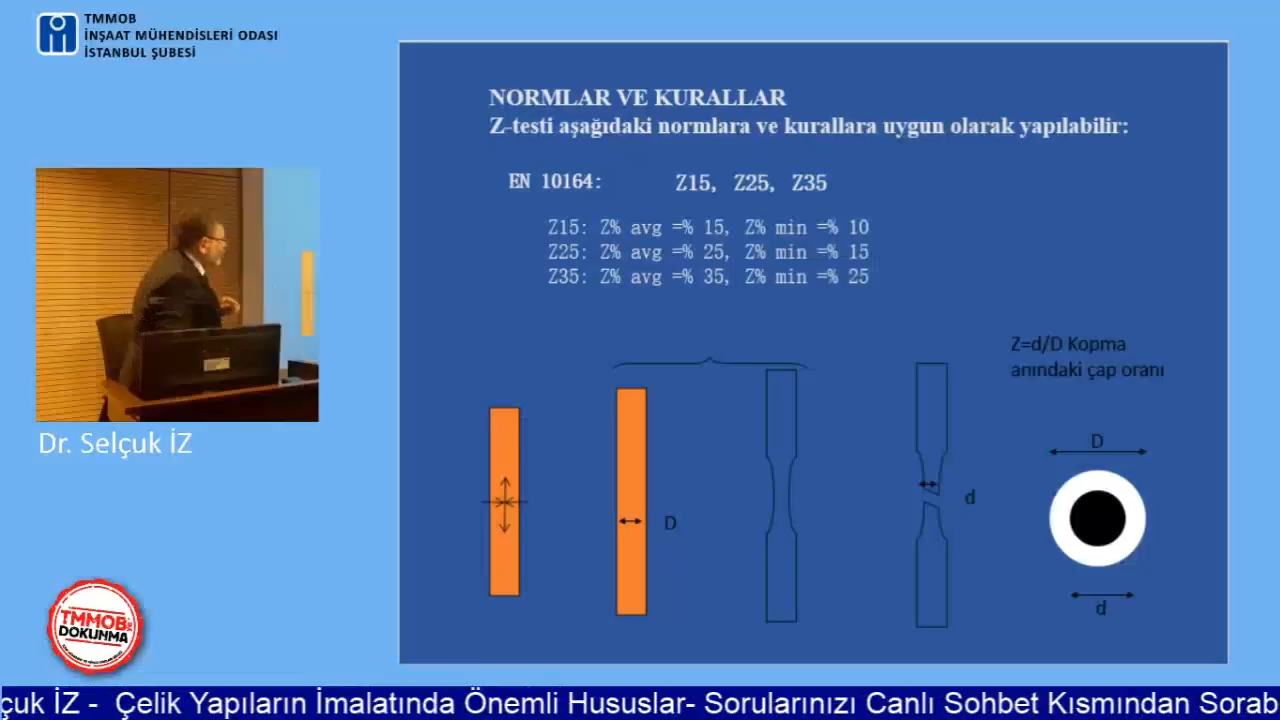 TMMOB
İNŞAAT MÜHENDİSLERİ ODASI
İSTANBUL ŞUBESİ
NORMLAR VE KURALLAR
Z-testi aşağıdaki normlara ve kurallara uygun olarak yapılabilir:
EN 10164: Z15, Z25, Z35
Z15: Z% avg =% 15, Z% min =% 10
Z25: Z% avg =% 25, Z% min =% 15
Z35: Z% avg =% 35, Z% min =% 25
Z=d/D Kopma
anındaki çap oranı
D
D
d
d
Dr. Selçuk İZ
TMMOB'ye
DOKUNMA
çuk İZ - Çelik Yapıların İmalatında Önemli Hususlar- Sorularınızı Canlı Sohbet Kısmından Sorab